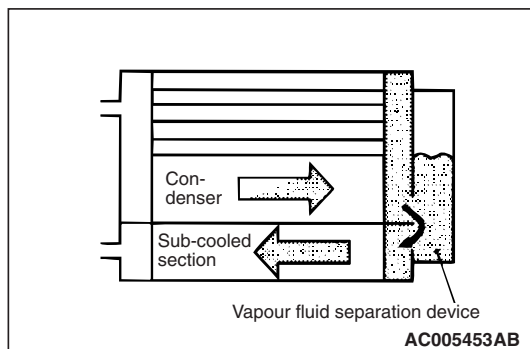 Con-
denser
Sub-cooled
section
Vapour fluid separation device
AC005453AB